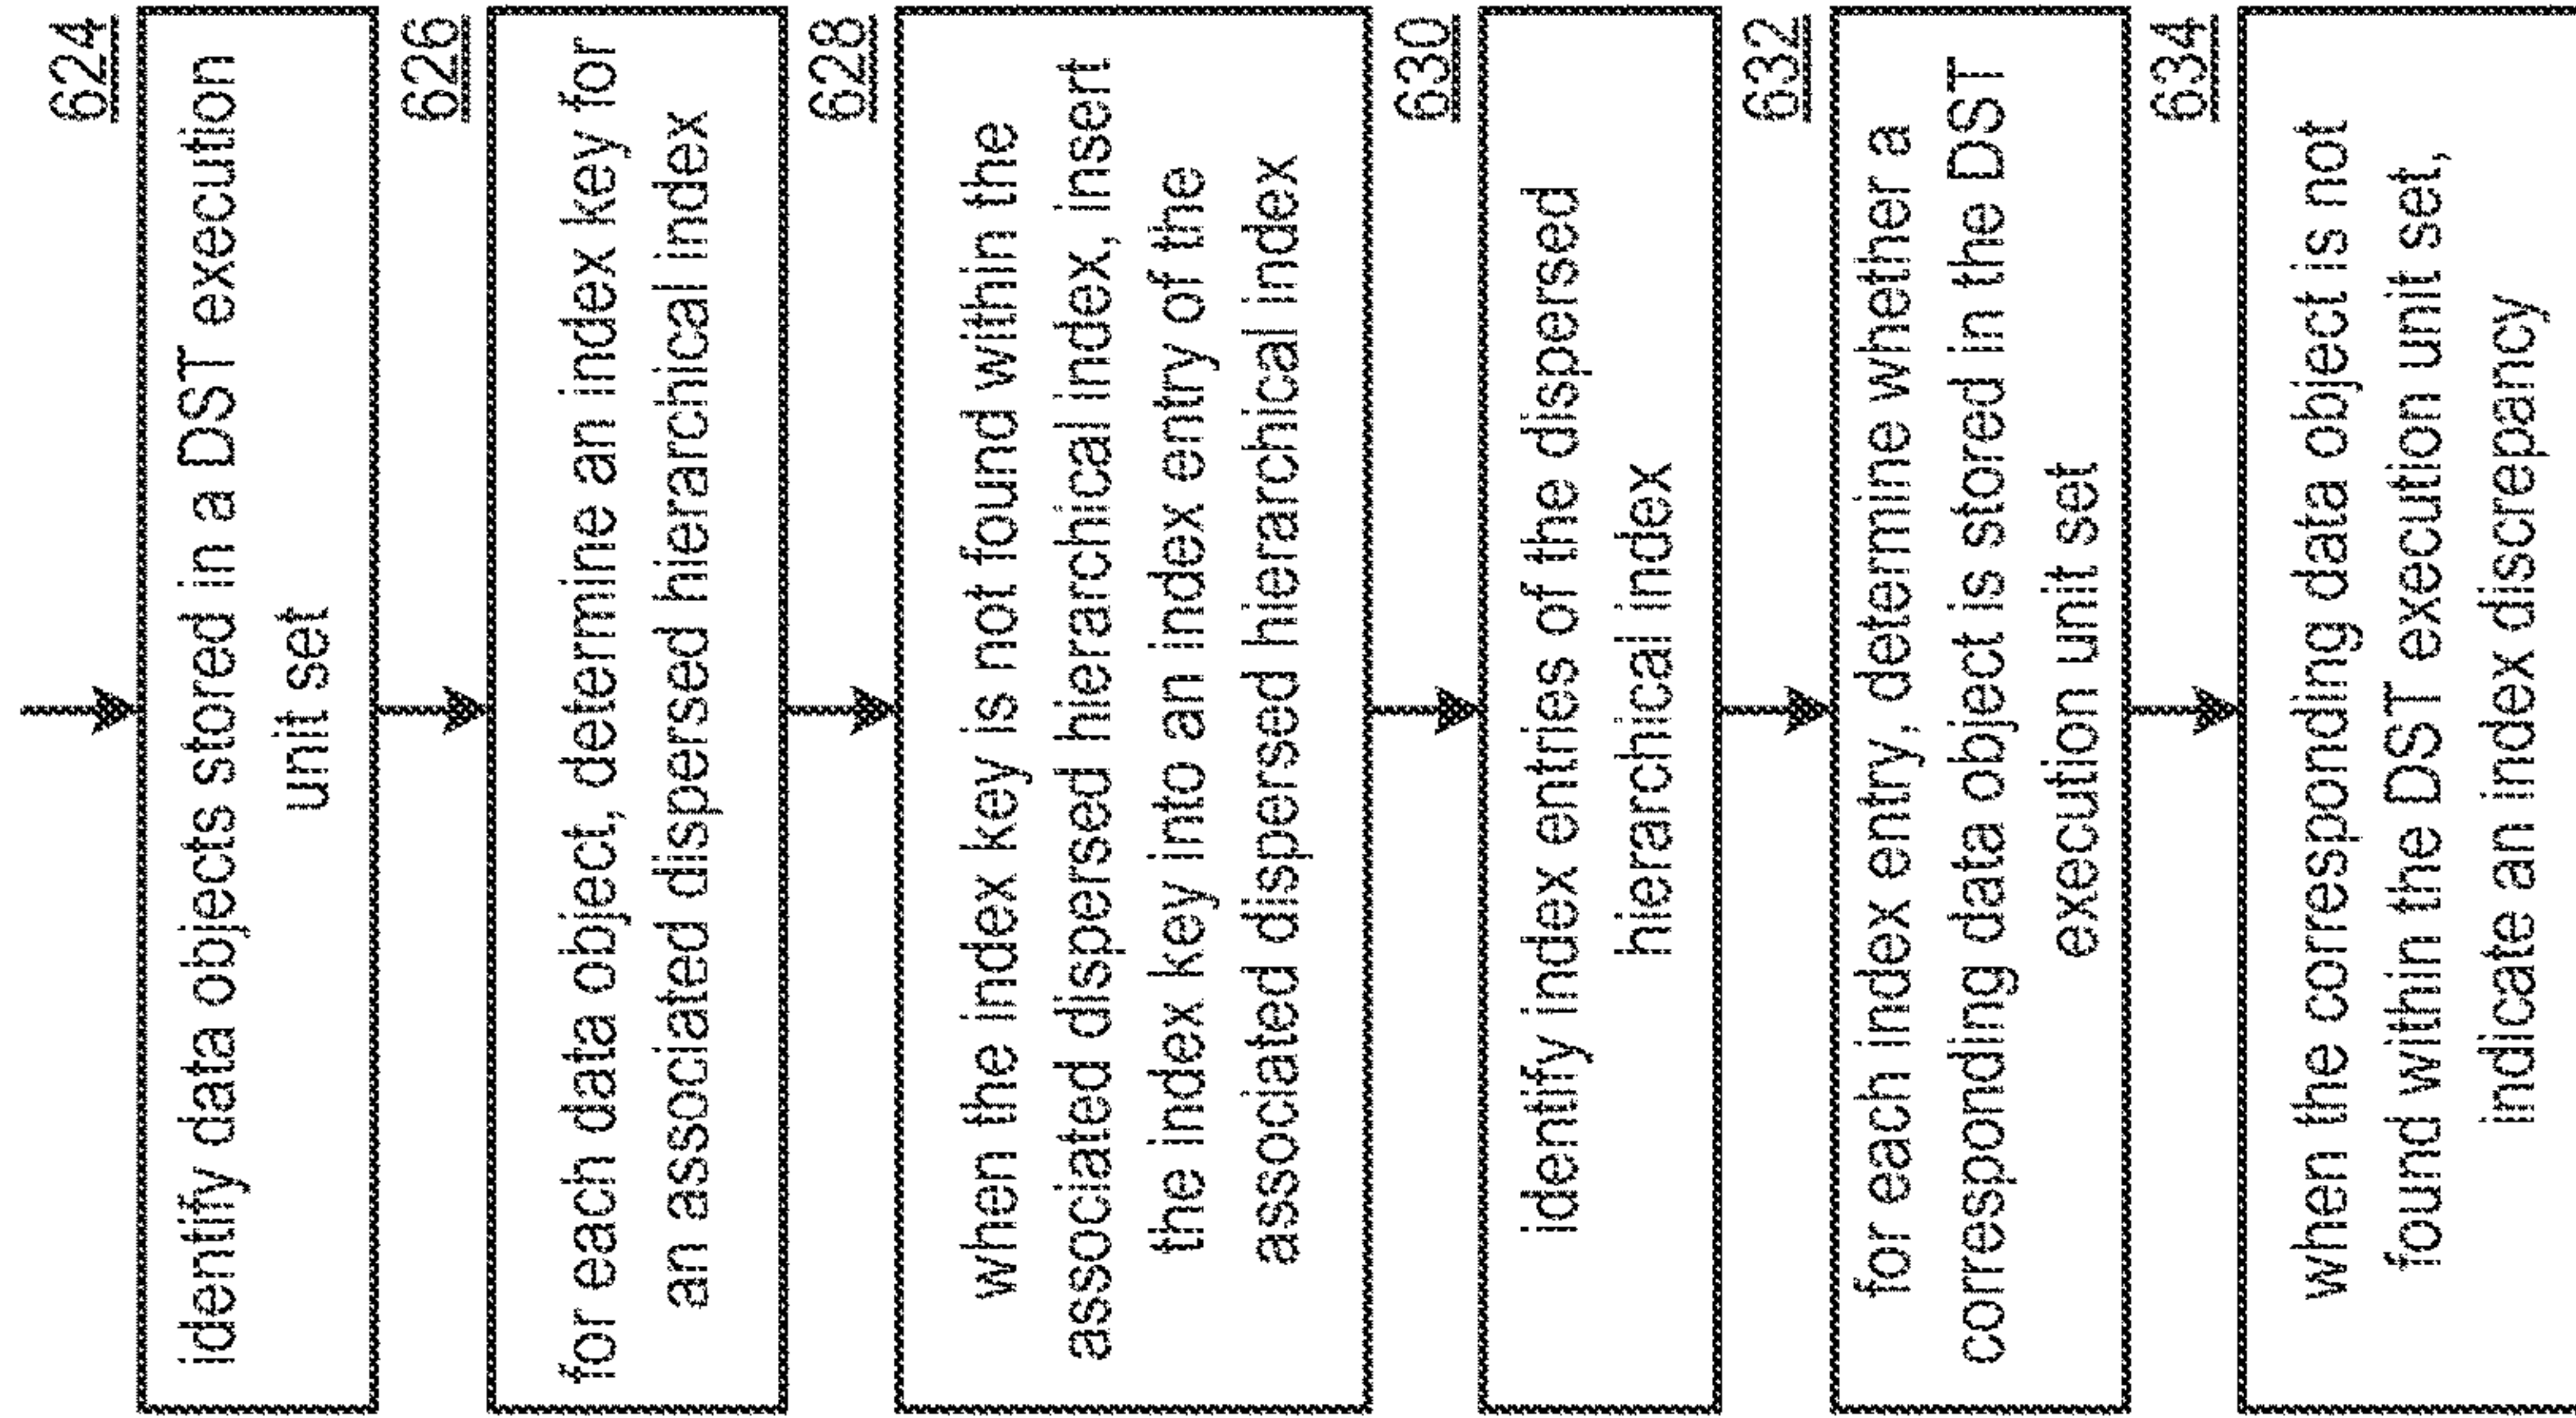 624
identify data objects stored in a DST execution
unit set
626
for each data object, determine an index key for
an associated dispersed hierarchical index
628
when the index key is not found within the
associated dispersed hierarchical index, insert
the index key into an index entry of the
associated dispersed hierarchical index
630
identify index entries of the dispersed
hierarchical index
632
for each index entry, determine whether a
corresponding data object is stored in the DST
execution unit set
634
when the corresponding data object is not
found within the DST execution unit set,
indicate an index discrepancy